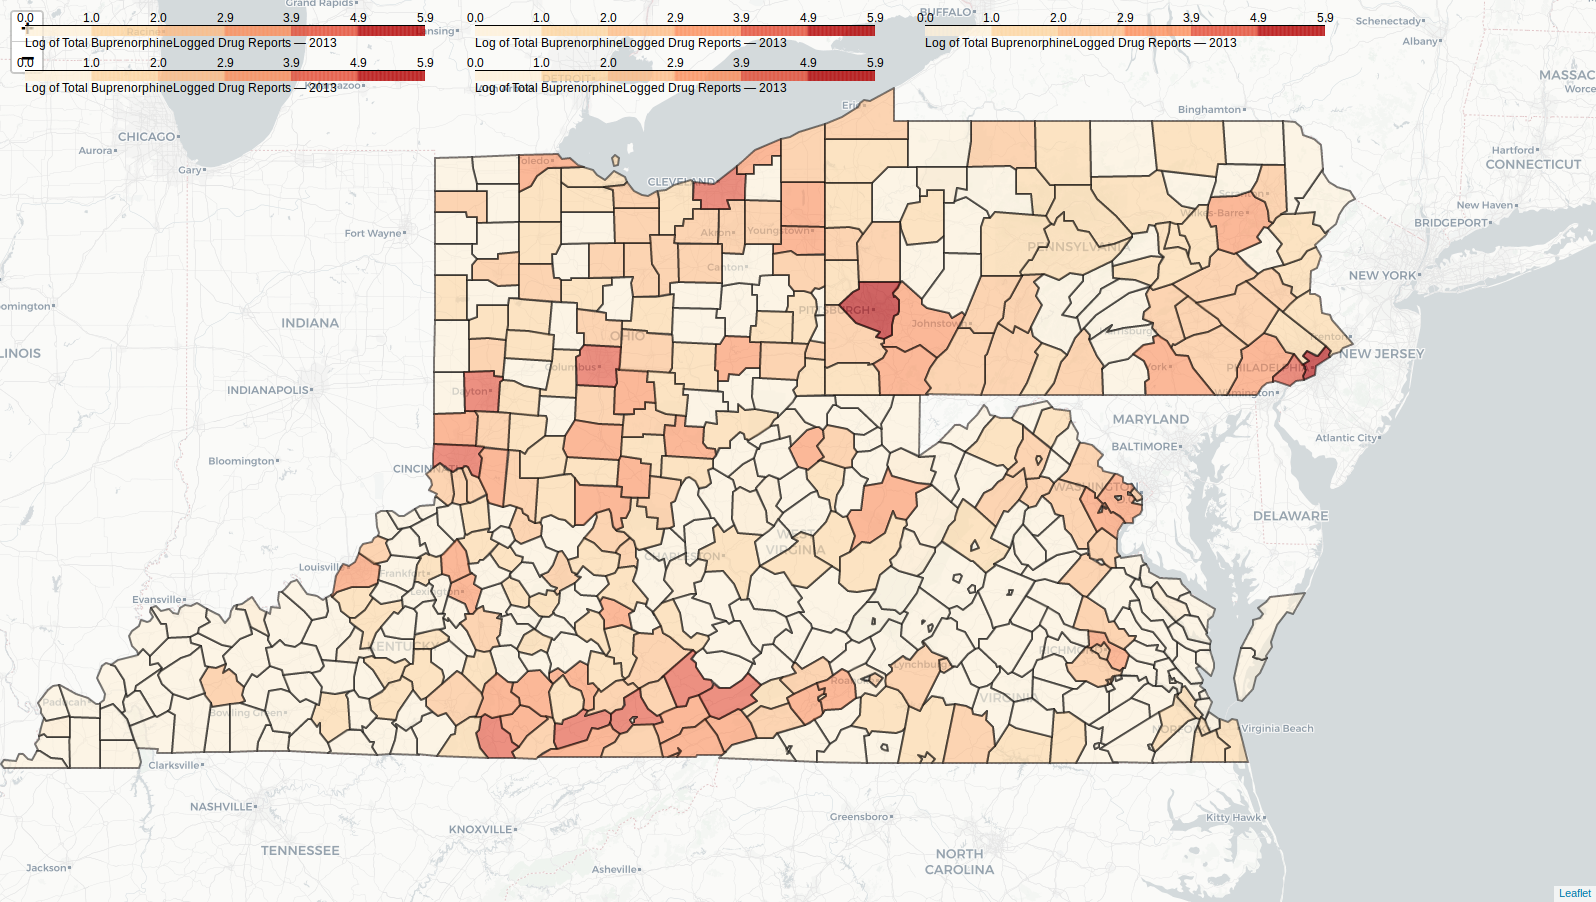 Grand Rapids
BUFFALO
Schenectady
0.0 1.0 2.0 2.9 3.9 4.9 5.9
0.0 1.0 2.0 2.9 3.9 4.9 5.9
0.0 1.0 2.0 2.9 3.9 4.9 5.9
+
Racine
nsing
Log of Total BuprenorphineLogged Drug Reports — 2013
Log of Total BuprenorphineLogged Drug Reports — 2013
Log of Total BuprenorphineLogged Drug Reports — 2013
Albany
0.0 1.0 2.0 2.9 3.9 4.9 5.9
0.0 1.0 2.0 2.9 3.9 4.9 5.9
DETROIT
MASSAC
Log of Total BuprenorphineLogged Drug Reports — 2013
Log of Total BuprenorphineLogged Drug Reports — 2013
Worce
Erie
Binghamton
CHICAGO
Aurora
Hartford
Toledo
CONNECTICUT
Gary
CLEVELAND
Scranton
New Haven
Wilkes-Barre
BRIDGEPORT
Fort Wayne
Akron
Youngstown
PENNSYLVANIA
Canton
NEW YORK
omington
PITTSBURGH
INDIANA
Johnstown
Harrisburg
OHIO
Trenton
LINOIS
NEW JERSEY
Columbus
York
PHILADELPHIA
INDIANAPOLIS
Dayton
Wilmington
MARYLAND
Atlantic City
BALTIMORE
Bloomington
CINCINNATI
WASHINGTON
DELAWARE
WEST
VIRGINIA
CHARLESTON
Louisville
Frankfort
Lexington
Evansville
KENTUCKY
RICHMOND
Lynchburg
Roanoke
VIRGINIA
Paducah
Bowling Green
NORFOLK
Virginia Beach
Clarksville
NASHVILLE
Greensboro
Kitty Hawk
KNOXVILLE
TENNESSEE
NORTH
CAROLINA
Jackson
Asheville
Leaflet